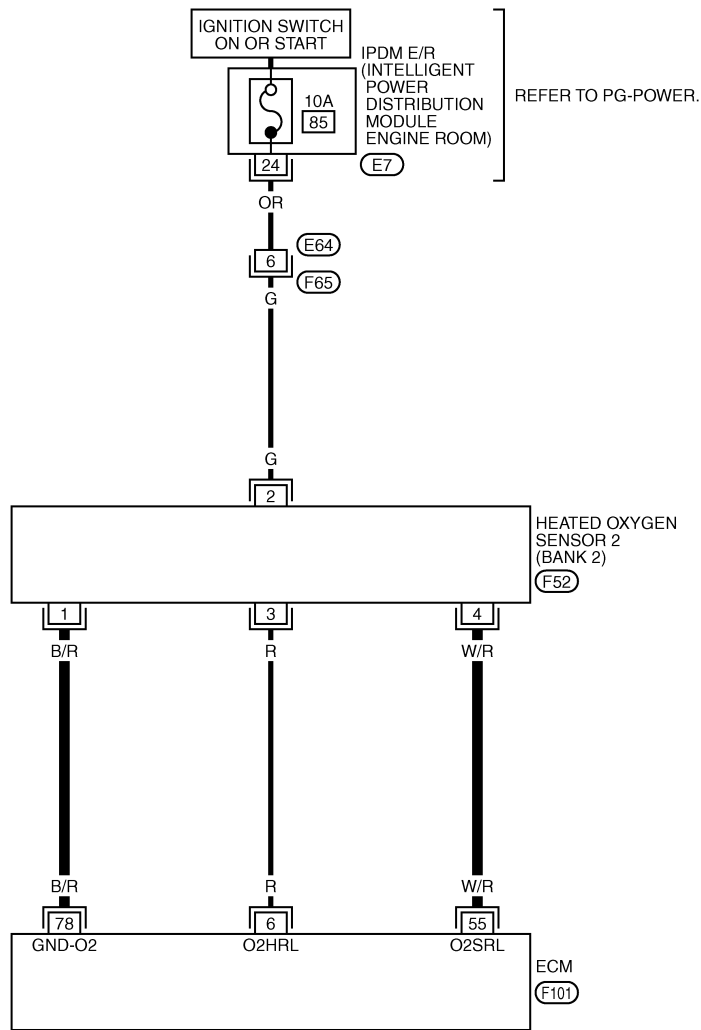 IGNITION SWITCH
ON OR START
IPDM E/R
(INTELLIGENT
POWER
DISTRIBUTION
MODULE
ENGINE ROOM)
REFER TO PG-POWER.
10A
85
24
E7
OR
E64
6
F65
G
G
2
HEATED OXYGEN
SENSOR 2
(BANK 2)
F52
1 3 4
B/R R W/R
B/R R W/R
78 6 55
GND-O2 O2HRL O2SRL
ECM
F101